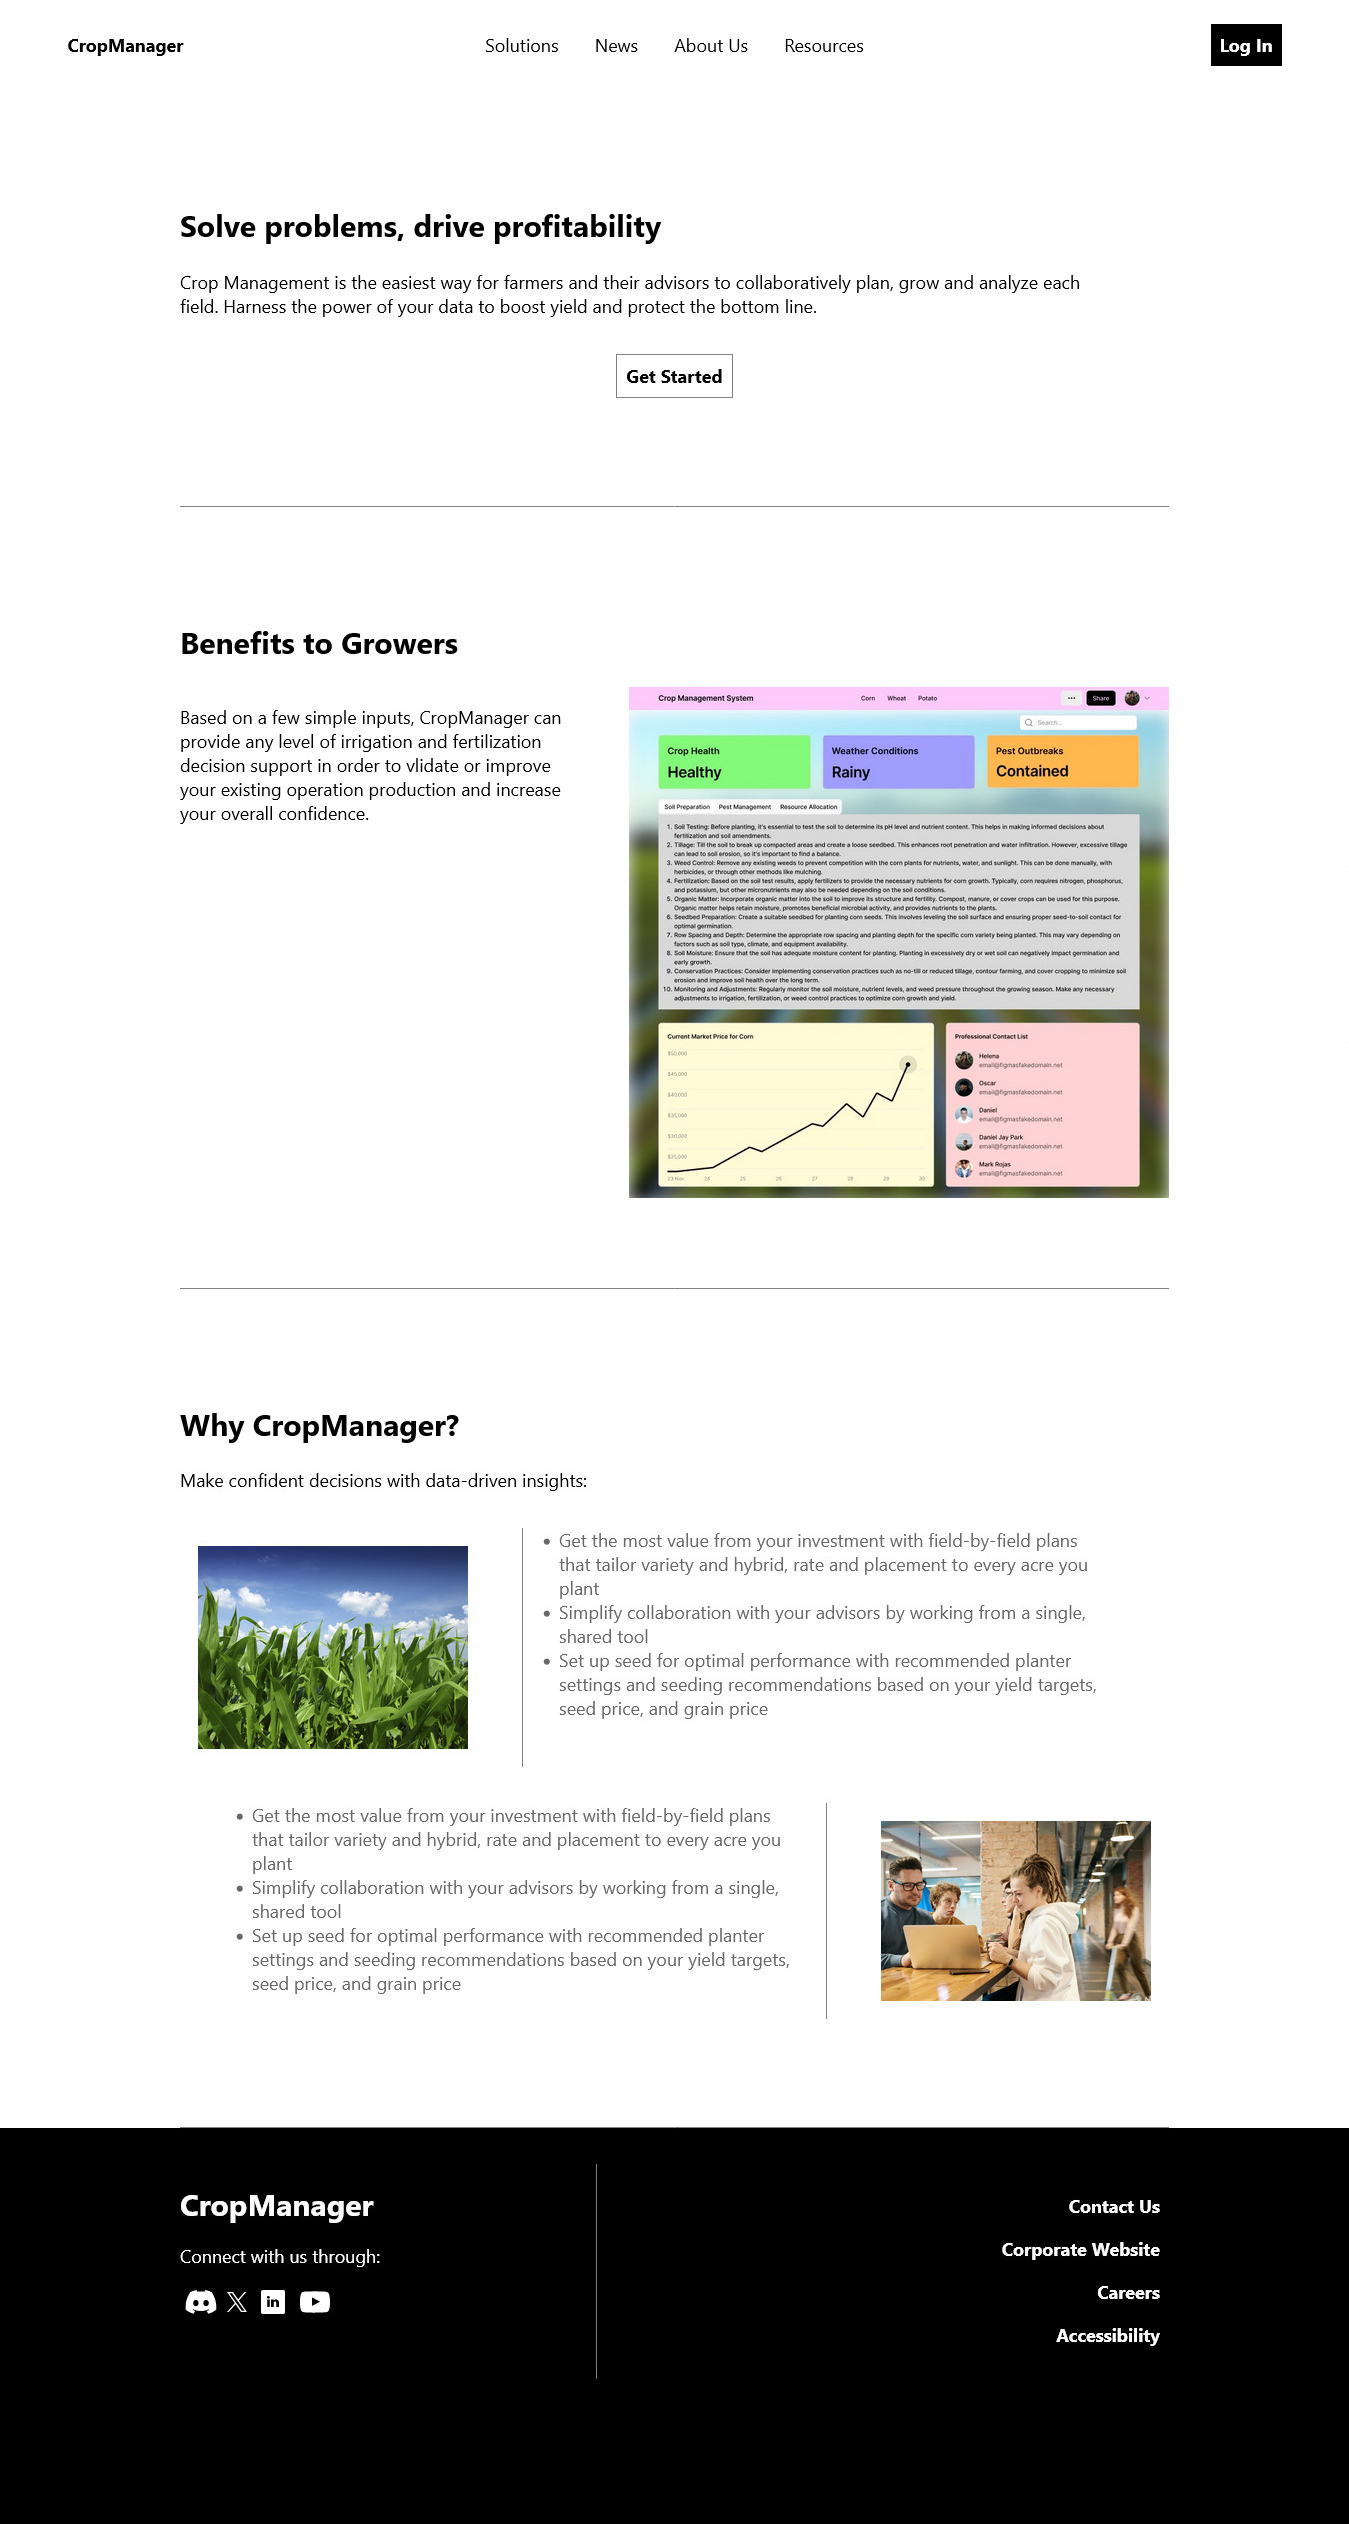 CropManager
Solutions News About Us Resources
Log In
Solve problems, drive profitability
Crop Management is the easiest way for farmers and their advisors to collaboratively plan, grow and analyze each
field. Harness the power of your data to boost yield and protect the bottom line.
Get Started
Benefits to Growers
Based on a few simple inputs, CropManager can
provide any level of irrigation and fertilization
decision support in order to vlidate or improve
your existing operation production and increase
your overall confidence.
Crop Management System
Corn Wheat Potato
Share
Search...
Crop Health
Healthy
Weather Conditions
Rainy
Pest Outbreaks
Contained
Soil Preparation Pest Management Resource Allocation
1. Soil Testing: Before planting, it's essential to test the soil to determine its pH level and nutrient content. This helps in making informed decisions about
fertilization and soil amendments.
2. Tillage: Till the soil to break up compacted areas and create a loose seedbed. This enhances root penetration and water infiltration. However, excessive tillage
can lead to soil erosion, so it's important to find a balance.
3. Weed Control: Remove any existing weeds to prevent competition with the corn plants for nutrients, water, and sunlight. This can be done manually, with
herbicides, or through other methods like mulching.
4. Fertilization: Based on the soil test results, apply fertilizers to provide the necessary nutrients for corn growth. Typically, corn requires nitrogen, phosphorus,
and potassium, but other micronutrients may also be needed depending on the soil conditions.
5. Organic Matter: Incorporate organic matter into the soil to improve its structure and fertility. Compost, manure, or cover crops can be used for this purpose.
Organic matter helps retain moisture, promotes beneficial microbial activity, and provides nutrients to the plants.
6. Seedbed Preparation: Create a suitable seedbed for planting corn seeds. This involves leveling the soil surface and ensuring proper seed-to-soil contact for
optimal germination.
7. Row Spacing and Depth: Determine the appropriate row spacing and planting depth for the specific corn variety being planted. This may vary depending on
factors such as soil type, climate, and equipment availability.
8. Soil Moisture: Ensure that the soil has adequate moisture content for planting. Planting in excessively dry or wet soil can negatively impact germination and
early growth.
9. Conservation Practices: Consider implementing conservation practices such as no-till or reduced tillage, contour farming, and cover cropping to minimize soil
erosion and improve soil health over the long term.
10. Monitoring and Adjustments: Regularly monitor the soil moisture, nutrient levels, and weed pressure throughout the growing season. Make any necessary
adjustments to irrigation, fertilization, or weed control practices to optimize corn growth and yield.
Current Market Price for Corn
$50,000
$45,000
$40,000
$35,000
$30,000
$25,000
23 Nov 24 25 26 27 28 29 30
Professional Contact List
Helena
email@figmasfakedomain.net
Oscar
email@figmasfakedomain.net
Daniel
email@figmasfakedomain.net
Daniel Jay Park
email@figmasfakedomain.net
Mark Rojas
email@figmasfakedomain.net
Why CropManager?
Make confident decisions with data-driven insights:
• Get the most value from your investment with field-by-field plans
that tailor variety and hybrid, rate and placement to every acre you
plant
• Simplify collaboration with your advisors by working from a single,
shared tool
• Set up seed for optimal performance with recommended planter
settings and seeding recommendations based on your yield targets,
seed price, and grain price
• Get the most value from your investment with field-by-field plans
that tailor variety and hybrid, rate and placement to every acre you
plant
• Simplify collaboration with your advisors by working from a single,
shared tool
• Set up seed for optimal performance with recommended planter
settings and seeding recommendations based on your yield targets,
seed price, and grain price
CropManager
Connect with us through:
in
Contact Us
Corporate Website
Careers
Accessibility